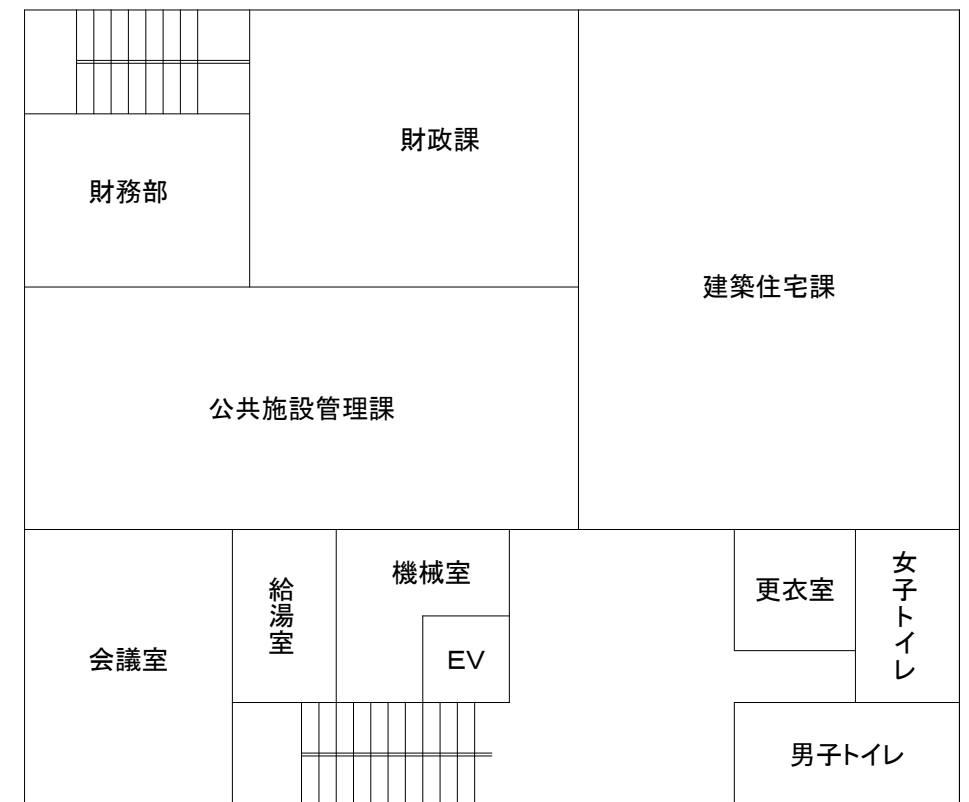 財政課
財務部
建築住宅課
公共施設管理課
機械室
給湯室
更衣室
女子トイレ
会議室
ＥＶ
男子トイレ